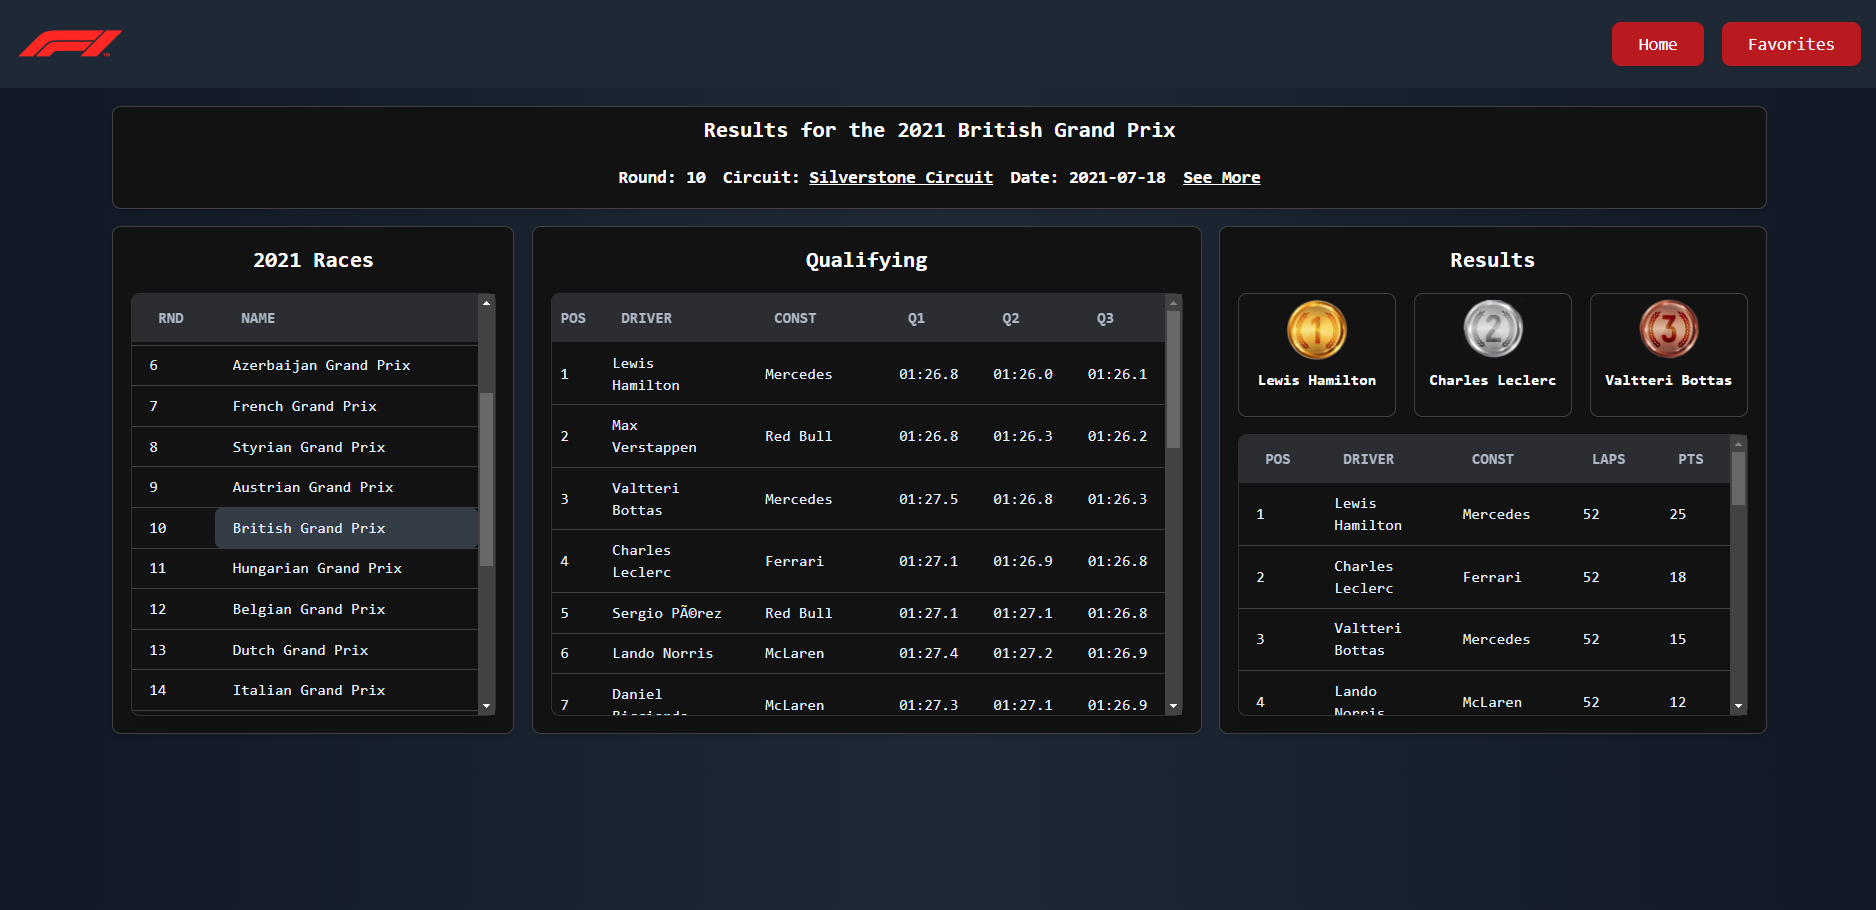 F1
Home
Favorites
Results for the 2021 British Grand Prix
Round: 10 Circuit: Silverstone Circuit Date: 2021-07-18 See More
2021 Races
RND NAME
6 Azerbaijan Grand Prix
7 French Grand Prix
8 Styrian Grand Prix
9 Austrian Grand Prix
10 British Grand Prix
11 Hungarian Grand Prix
12 Belgian Grand Prix
13 Dutch Grand Prix
14 Italian Grand Prix
Qualifying
POS DRIVER CONST Q1 Q2 Q3
1 Lewis Hamilton Mercedes 01:26.8 01:26.0 01:26.1
2 Max Verstappen Red Bull 01:26.8 01:26.3 01:26.2
3 Valtteri Bottas Mercedes 01:27.5 01:26.8 01:26.3
4 Charles Leclerc Ferrari 01:27.1 01:26.9 01:26.8
5 Sergio PÃ©rez Red Bull 01:27.1 01:27.1 01:26.8
6 Lando Norris McLaren 01:27.4 01:27.2 01:26.9
7 Daniel McLaren 01:27.3 01:27.1 01:26.9
Results
1
Lewis Hamilton
2
Charles Leclerc
3
Valtteri Bottas
POS DRIVER CONST LAPS PTS
1 Lewis Hamilton Mercedes 52 25
2 Charles Leclerc Ferrari 52 18
3 Valtteri Bottas Mercedes 52 15
4 Lando Norris McLaren 52 12